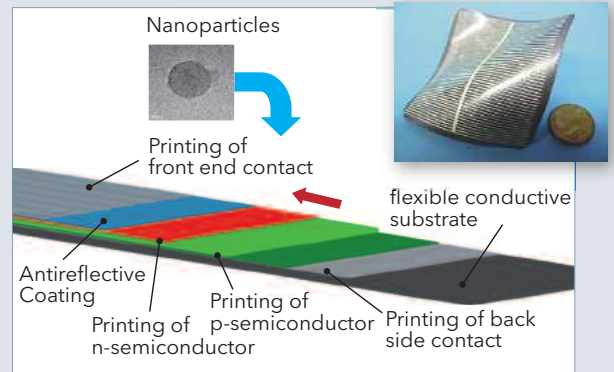 Nanoparticles
Printing of
front end contact
flexible conductive
substrate
Antireflective
Coating
Printing of
n-semiconductor
Printing of
p-semiconductor
Printing of back
side contact